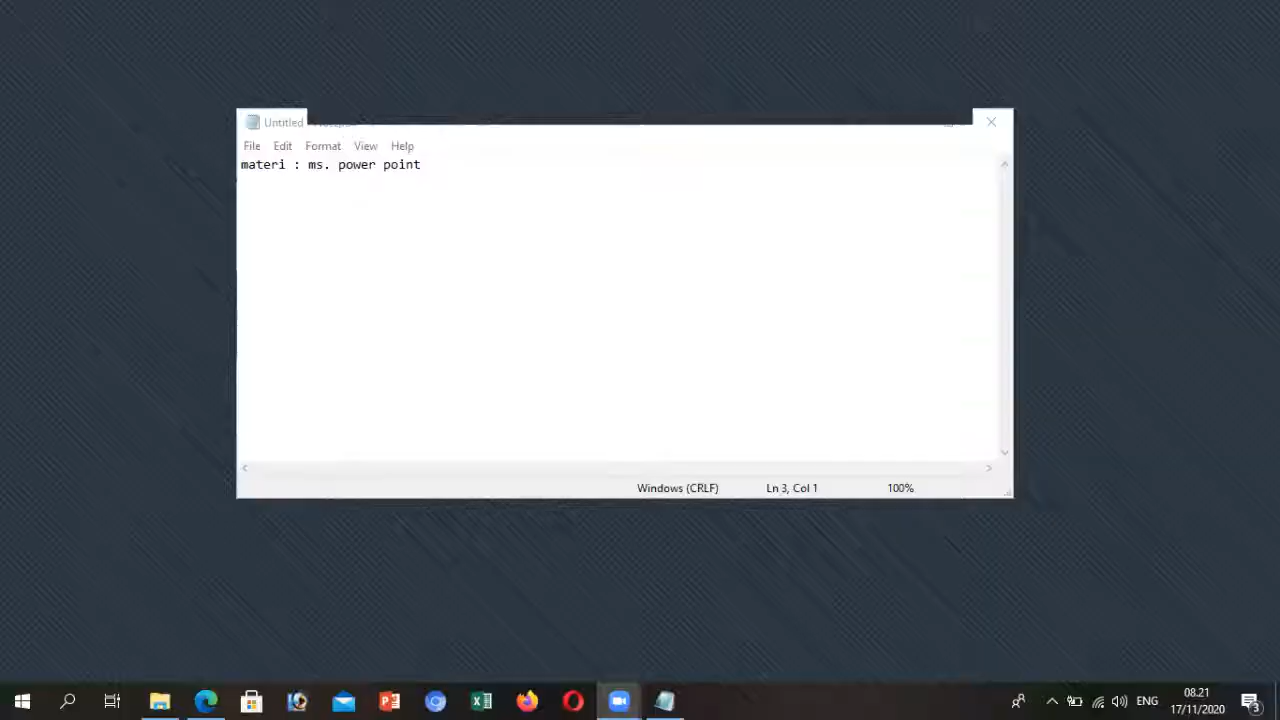 Untitled
File Edit Format View Help
materi : ms. power point
Windows (CRLF) Ln 3, Col 1 100%
ENG
08.21
17/11/2020
3